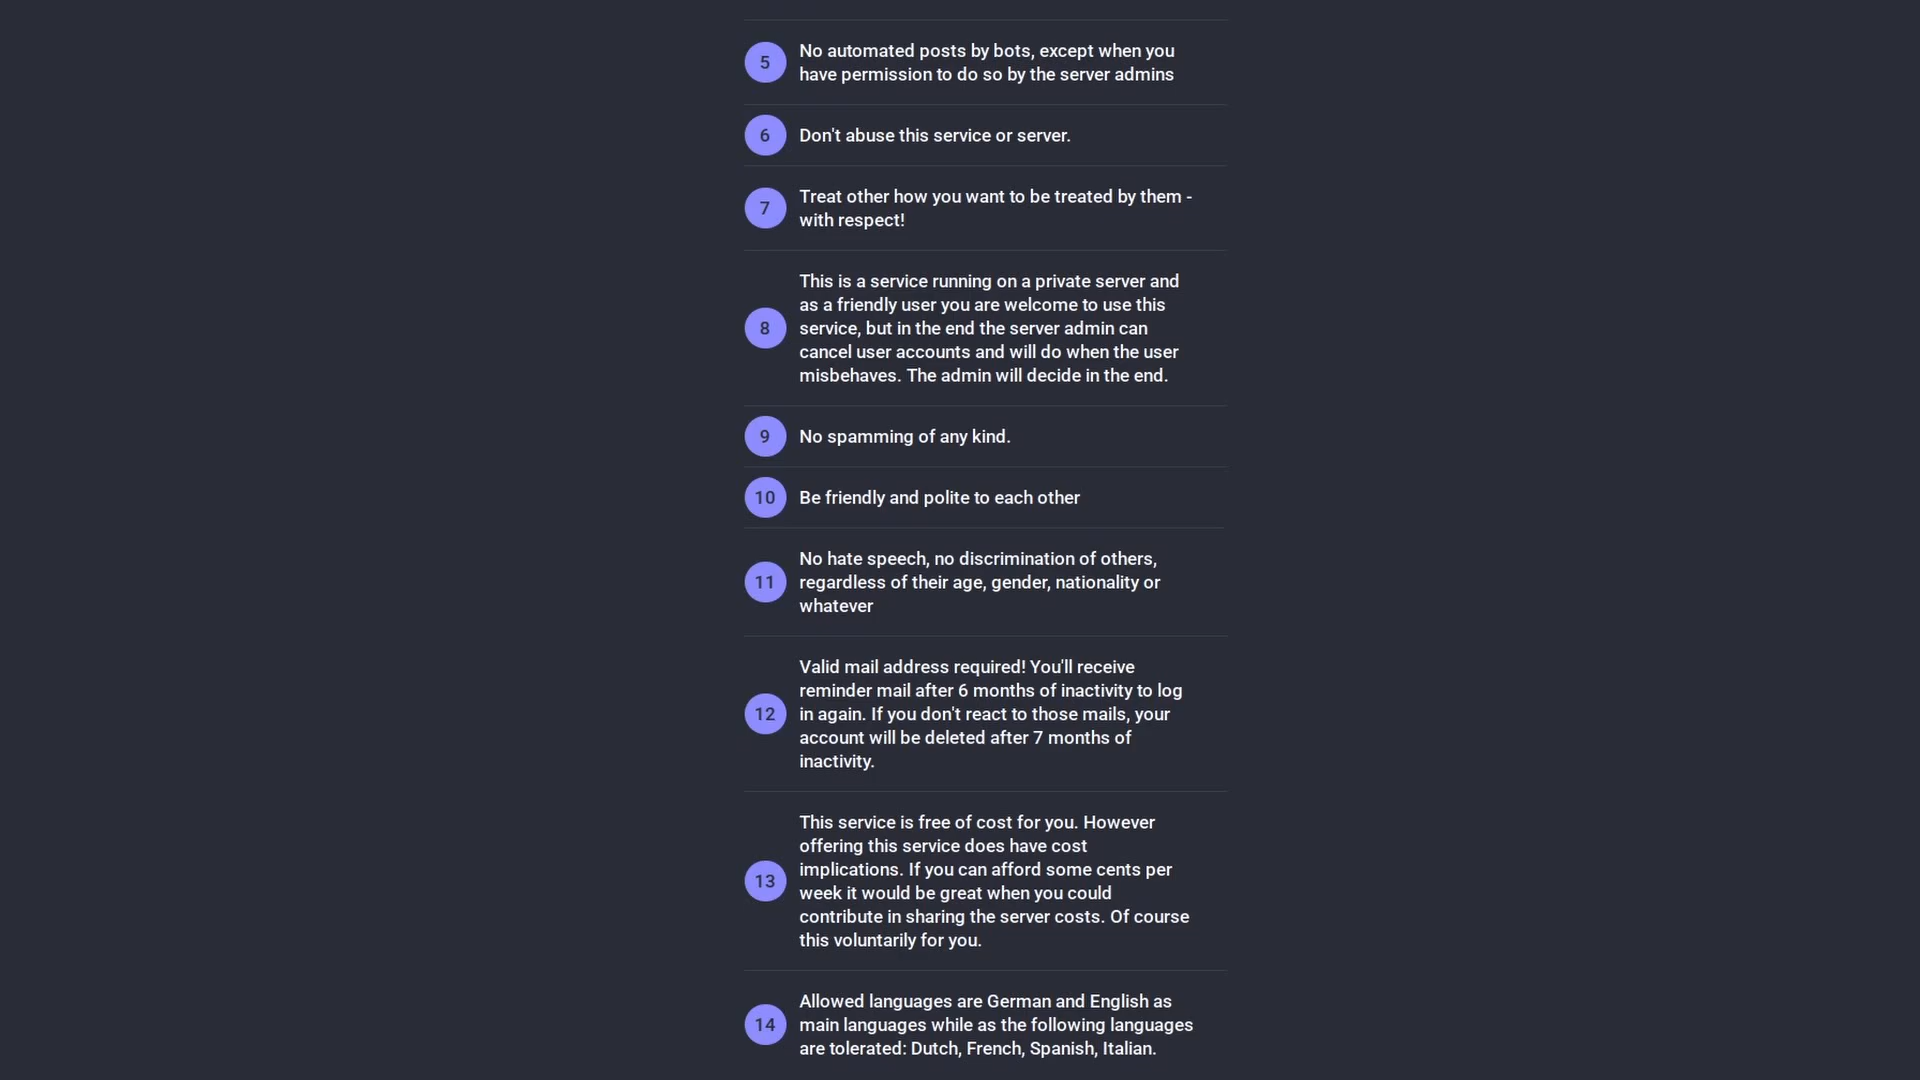 5
No automated posts by bots, except when you
have permission to do so by the server admins
6
Don't abuse this service or server.
7
Treat other how you want to be treated by them -
with respect!
8
This is a service running on a private server and
as a friendly user you are welcome to use this
service, but in the end the server admin can
cancel user accounts and will do when the user
misbehaves. The admin will decide in the end.
9
No spamming of any kind.
10
Be friendly and polite to each other
11
No hate speech, no discrimination of others,
regardless of their age, gender, nationality or
whatever
12
Valid mail address required! You'll receive
reminder mail after 6 months of inactivity to log
in again. If you don't react to those mails, your
account will be deleted after 7 months of
inactivity.
13
This service is free of cost for you. However
offering this service does have cost
implications. If you can afford some cents per
week it would be great when you could
contribute in sharing the server costs. Of course
this voluntarily for you.
14
Allowed languages are German and English as
main languages while as the following languages
are tolerated: Dutch, French, Spanish, Italian.